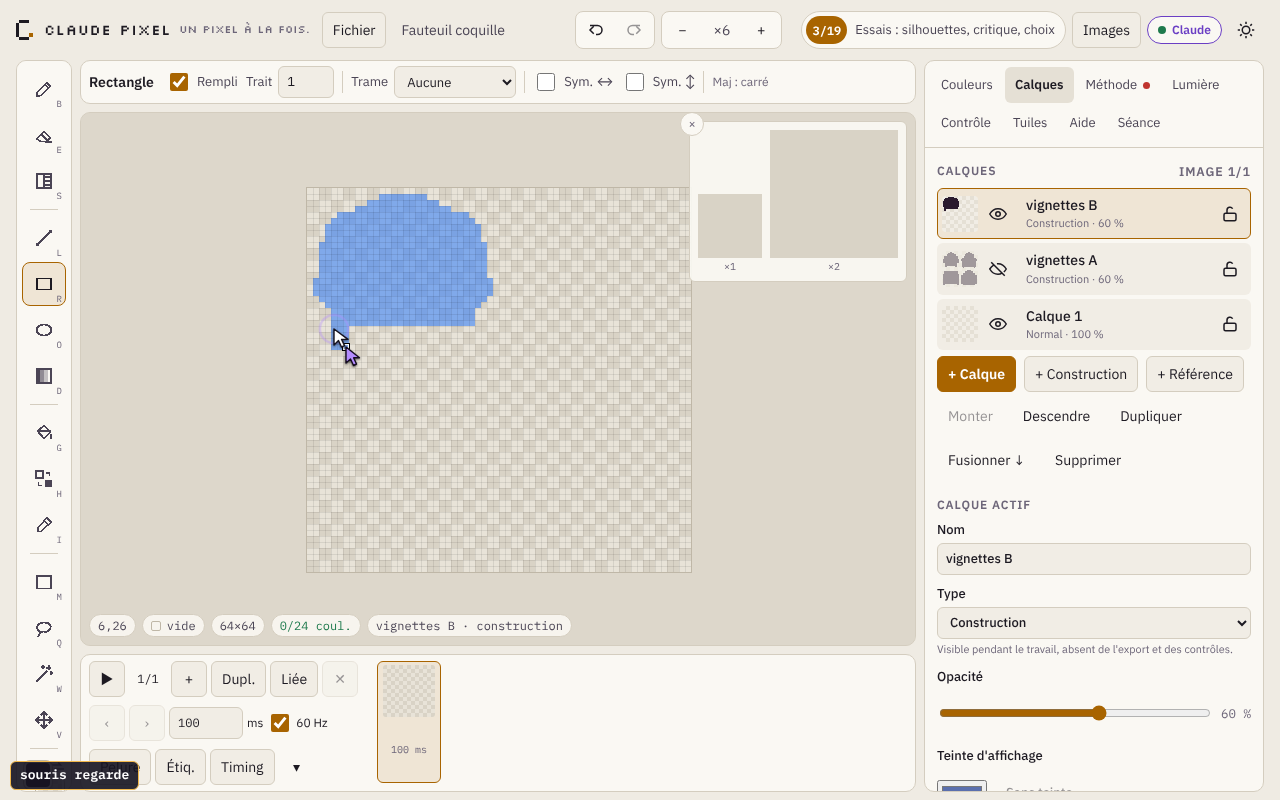 CLAUDE PIXEL UN PIXEL À LA FOIS.
Fichier
Fauteuil coquille
− ×6 +
3/19 Essais : silhouettes, critique, choix
Images
Claude
Rectangle Rempli Trait 1 Trame Aucune Sym. ↔ Sym. ↕ Maj : carré
B
E
S
L
R
O
D
G
H
I
M
Q
W
V
×
×1 ×2
6,26
vide
64×64
0/24 coul.
vignettes B · construction
1/1 + Dupl. Liée ×
‹ › 100 ms 60 Hz
Étiq. Timing ▼
100 ms
souris regarde
Couleurs Calques Méthode Lumière
Contrôle Tuiles Aide Séance
CALQUES IMAGE 1/1
vignettes B
Construction · 60 %
vignettes A
Construction · 60 %
Calque 1
Normal · 100 %
+ Calque + Construction + Référence
Monter Descendre Dupliquer
Fusionner ↓ Supprimer
CALQUE ACTIF
Nom
vignettes B
Type
Construction
Visible pendant le travail, absent de l'export et des contrôles.
Opacité
60 %
Teinte d'affichage